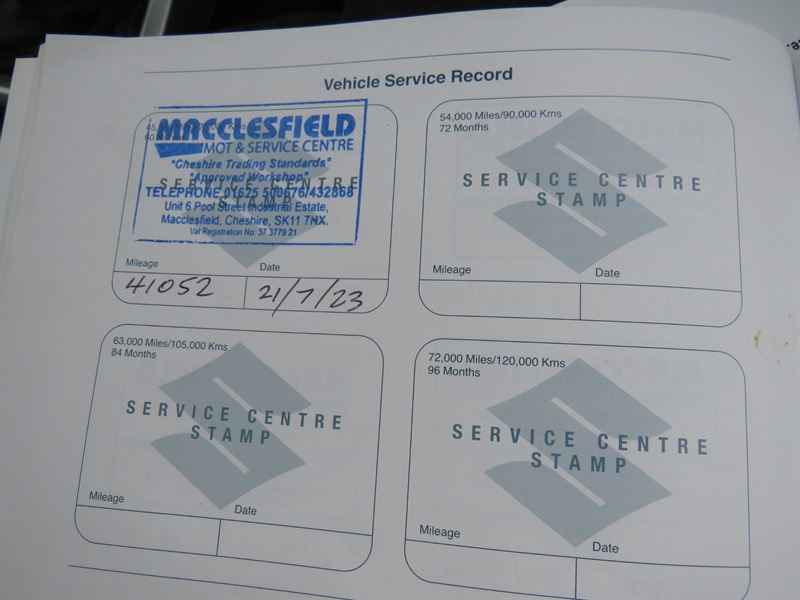 Vehicle Service Record
MACCLESFIELD
MOT & SERVICE CENTRE
"Cheshire Trading Standards"
"Approved Workshop"
TELEPHONE 01625 500676/432868
Unit 6 Pool Street Industrial Estate,
Macclesfield, Cheshire, SK11 7NX.
Vat Registration No. 37 3779 21
SERVICE CENTRE
STAMP
Mileage Date
41052 21/7/23
54,000 Miles/90,000 Kms
72 Months
SERVICE CENTRE
STAMP
Mileage Date
63,000 Miles/105,000 Kms
84 Months
SERVICE CENTRE
STAMP
Mileage Date
72,000 Miles/120,000 Kms
96 Months
SERVICE CENTRE
STAMP
Mileage Date